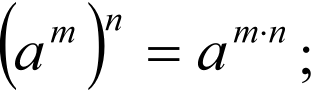 (a^m)^n = a^{m·n};